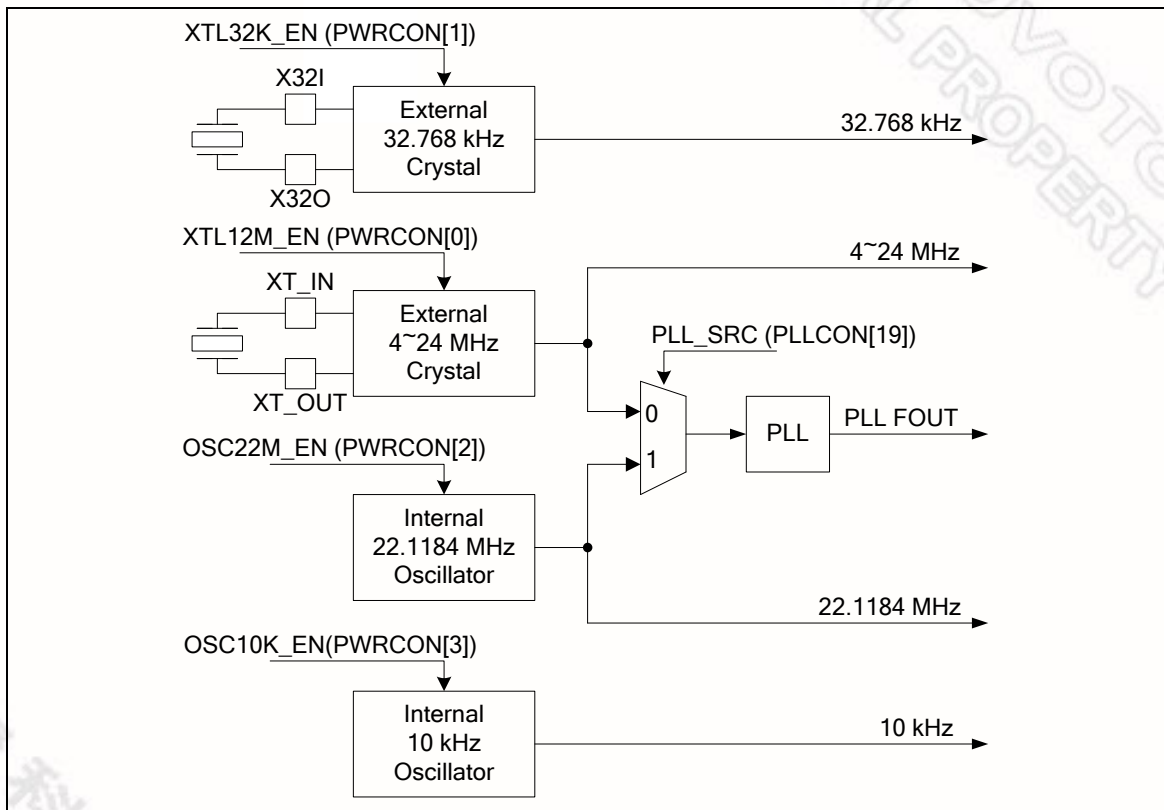 XTL32K_EN (PWRCON[1])
X32I
External
32.768 kHz
Crystal
32.768 kHz
X32O
XTL12M_EN (PWRCON[0])
XT_IN
External
4~24 MHz
Crystal
4~24 MHz
XT_OUT
PLL_SRC (PLLCON[19])
0
1
PLL
PLL FOUT
OSC22M_EN (PWRCON[2])
Internal
22.1184 MHz
Oscillator
22.1184 MHz
OSC10K_EN(PWRCON[3])
Internal
10 kHz
Oscillator
10 kHz
PROPERTY